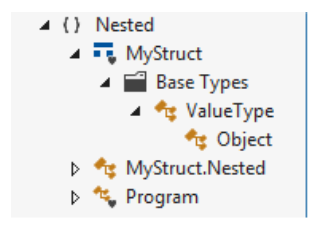 { } Nested
MyStruct
Base Types
ValueType
Object
MyStruct.Nested
Program